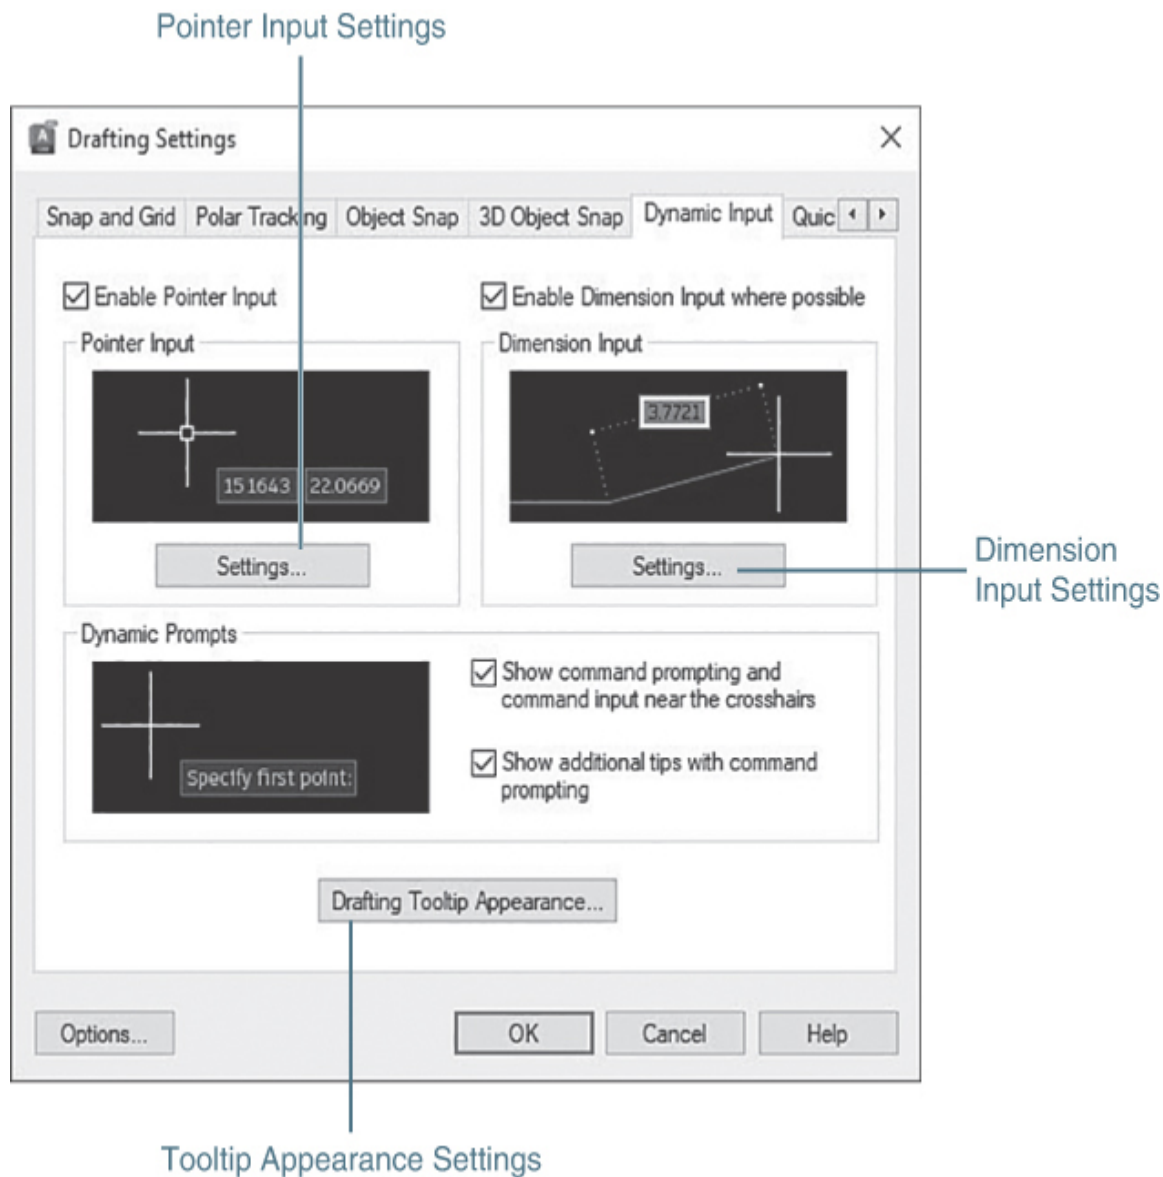 Pointer Input Settings
Drafting Settings
Snap and Grid Polar Tracking Object Snap 3D Object Snap Dynamic Input Quic
Enable Pointer Input
Enable Dimension Input where possible
Pointer Input
Dimension Input
3.7721
15.1643 22.0669
Settings...
Settings...
Dimension
Input Settings
Dynamic Prompts
Show command prompting and
command input near the crosshairs
Specify first point:
Show additional tips with command
prompting
Drafting Tooltip Appearance...
Options...
OK
Cancel
Help
Tooltip Appearance Settings